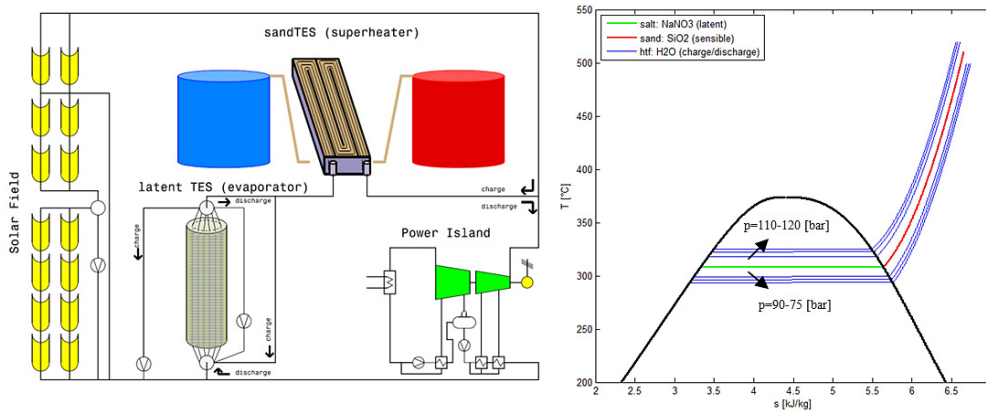 sandTES (superheater)
Solar Field
latent TES (evaporator)
discharge
charge
discharge
charge
charge
discharge
Power Island
salt: NaNO3 (latent)
sand: SiO2 (sensible)
htf: H2O (charge/discharge)
T [°C]
550
500
450
400
350
300
250
200
p=110-120 [bar]
p=90-75 [bar]
2 2.5 3 3.5 4 4.5 5 5.5 6 6.5
s [kJ/kg]